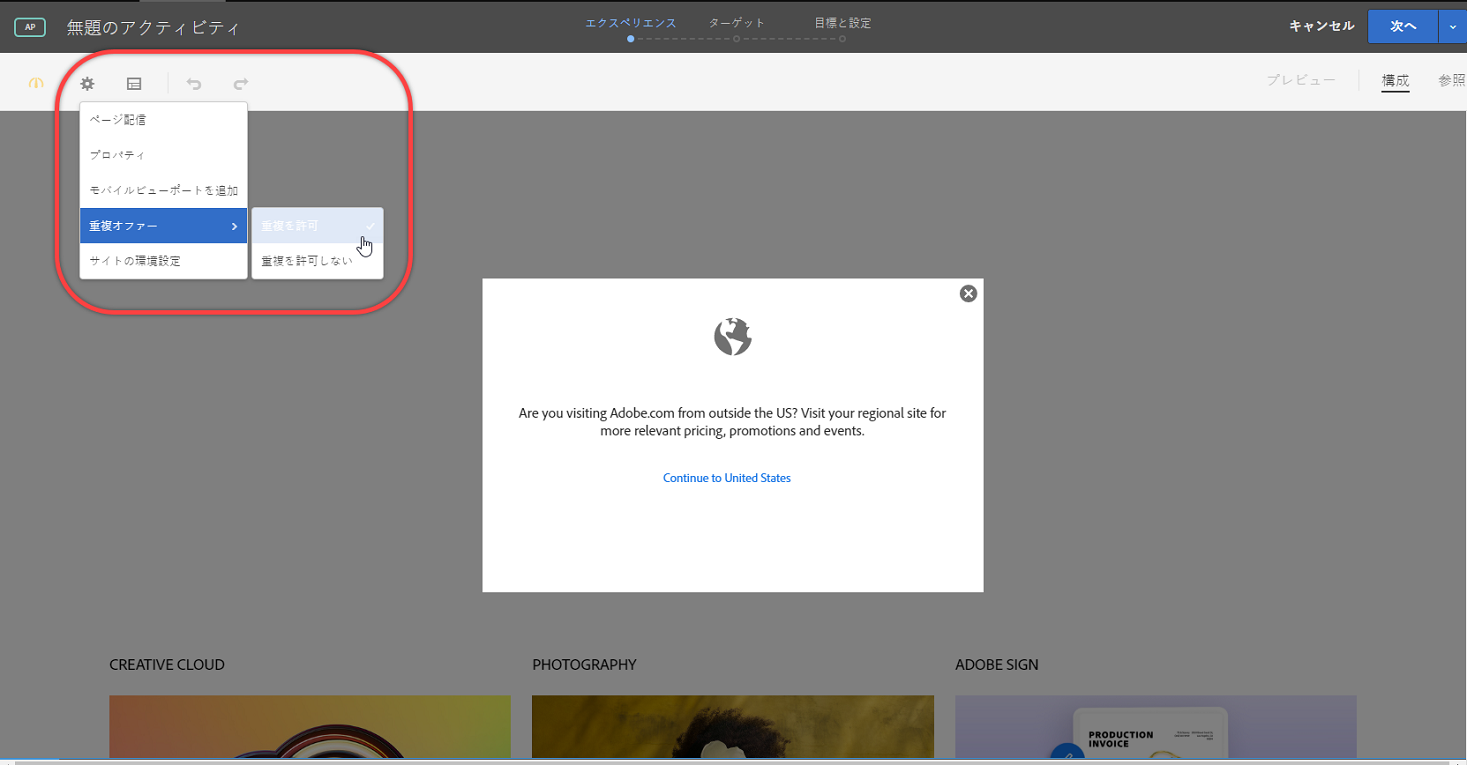 AP 無題のアクティビティ エクスペリエンス ターゲット 目標と設定 キャンセル 次へ
プレビュー 構成 参照
ページ配信
プロパティ
モバイルビューポートを追加
重複オファー 重複を許可
サイトの環境設定 重複を許可しない
Are you visiting Adobe.com from outside the US? Visit your regional site for
more relevant pricing, promotions and events.
Continue to United States
CREATIVE CLOUD PHOTOGRAPHY ADOBE SIGN
PRODUCTION
INVOICE